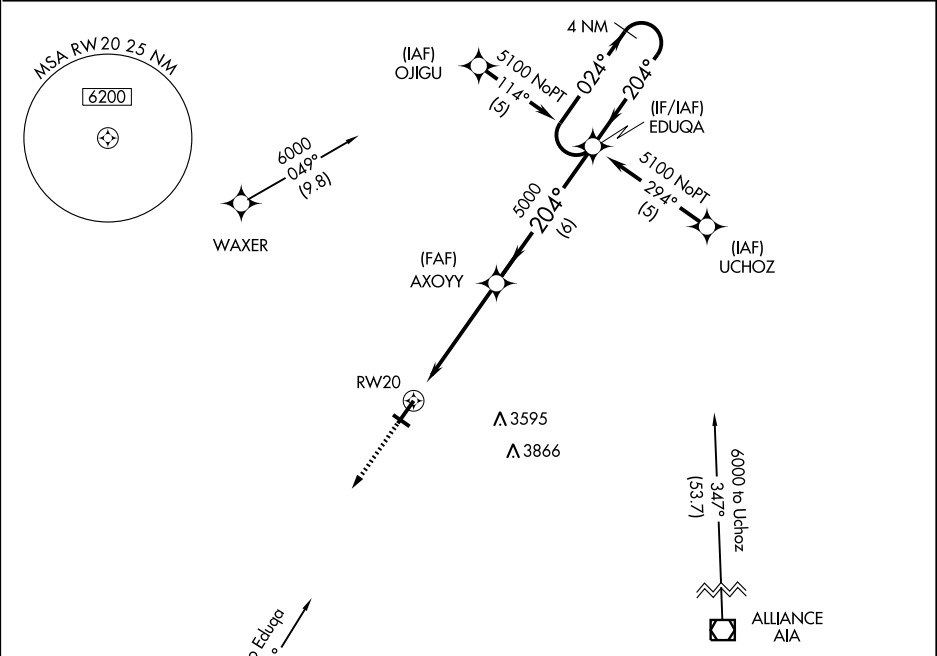 MSA RW20 25 NM
6200
(IAF)
OJIGU
5100 NoPT
114°
(5)
4 NM
024°
204°
(IF/IAF)
EDUQA
6000
049°
(9.8)
WAXER
5100 NoPT
294°
(5)
(IAF)
UCHOZ
5000
204°
(6)
(FAF)
AXOYY
RW20
3595
3866
6000 to Uchoz
347°
(53.7)
ALLIANCE
AIA
Eduqa